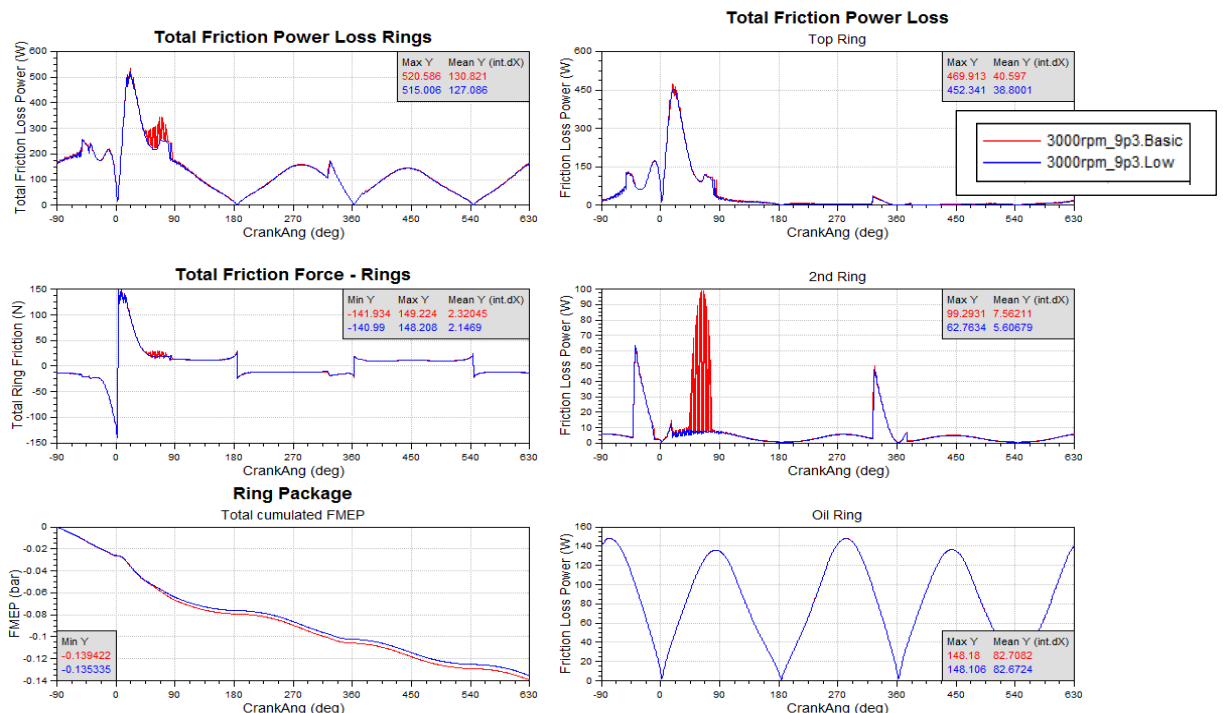 Total Friction Power Loss Rings
Total Friction Loss Power (W)
600
500
400
300
200
100
0
Max Y Mean Y (int.dX)
520.586 130.821
515.006 127.086
-90 0 90 180 270 360 450 540 630
CrankAng (deg)
Total Friction Power Loss
Top Ring
Friction Loss Power (W)
600
450
300
150
0
Max Y Mean Y (int.dX)
469.913 40.597
452.341 38.8001
3000rpm_9p3.Basic
3000rpm_9p3.Low
-90 0 90 180 270 360 450 540 630
CrankAng (deg)
Total Friction Force - Rings
Total Ring Friction (N)
150
100
50
0
-50
-100
-150
Min Y Max Y Mean Y (int.dX)
-141.934 149.224 2.32045
-140.99 148.208 2.1469
-90 0 90 180 270 360 450 540 630
CrankAng (deg)
2nd Ring
Friction Loss Power (W)
100
90
80
70
60
50
40
30
20
10
0
Max Y Mean Y (int.dX)
99.2931 7.56211
62.7634 5.60679
-90 0 90 180 270 360 450 540 630
CrankAng (deg)
Ring Package
Total cumulated FMEP
FMEP (bar)
0
-0.02
-0.04
-0.06
-0.08
-0.1
-0.12
-0.14
Min Y
-0.139422
-0.135335
-90 0 90 180 270 360 450 540 630
CrankAng (deg)
Oil Ring
Friction Loss Power (W)
160
140
120
100
80
60
40
20
0
Max Y Mean Y (int.dX)
148.18 82.7082
148.106 82.6724
-90 0 90 180 270 360 450 540 630
CrankAng (deg)